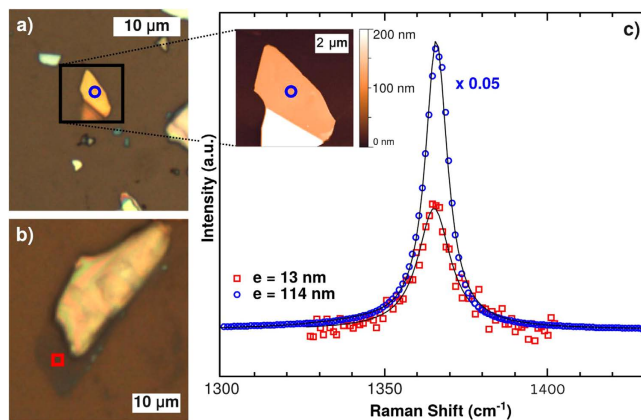 a)
10 µm
2 µm
200 nm
100 nm
0 nm
c)
x 0.05
Intensity (a.u.)
e = 13 nm
e = 114 nm
b)
10 µm
1300
1350
1400
Raman Shift (cm⁻¹)